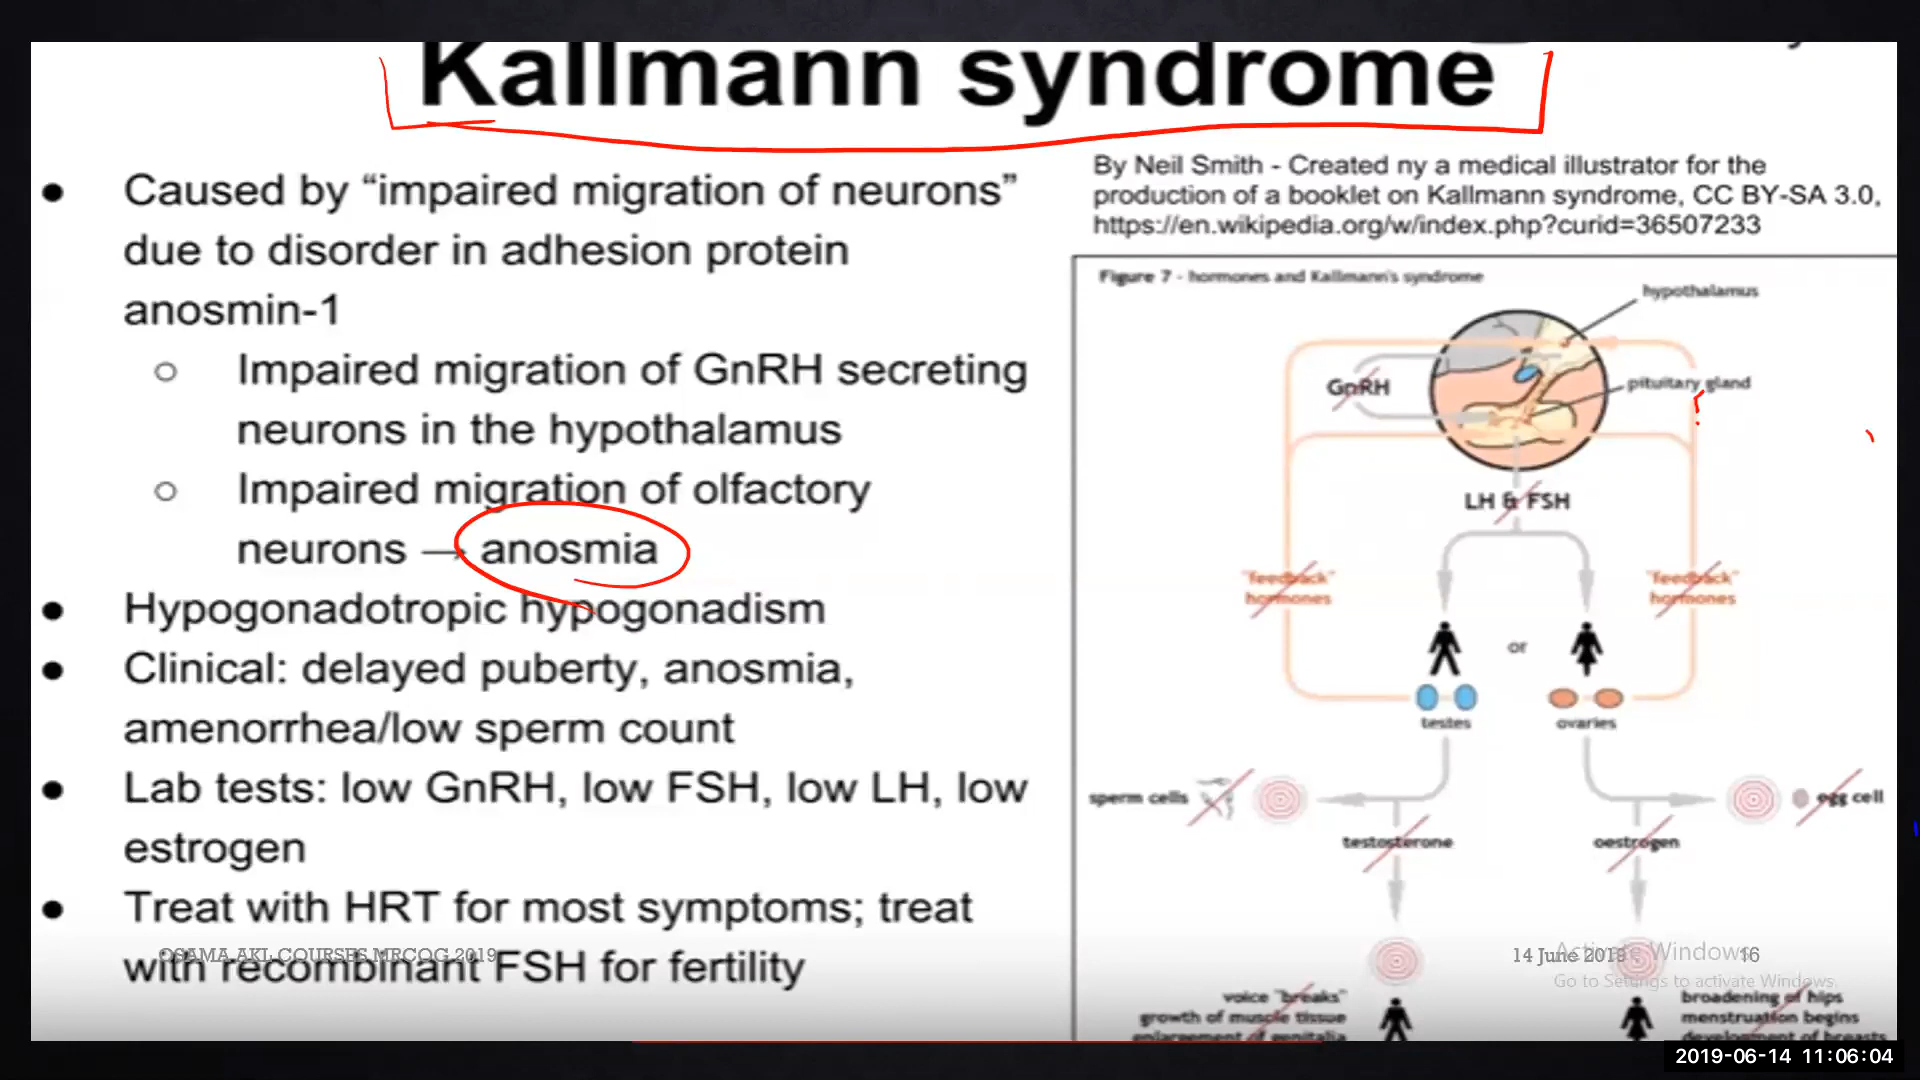 Kallmann syndrome
By Neil Smith - Created ny a medical illustrator for the
production of a booklet on Kallmann syndrome, CC BY-SA 3.0,
https://en.wikipedia.org/w/index.php?curid=36507233
● Caused by “impaired migration of neurons”
due to disorder in adhesion protein
anosmin-1
○ Impaired migration of GnRH secreting
neurons in the hypothalamus
○ Impaired migration of olfactory
neurons → anosmia
● Hypogonadotropic hypogonadism
● Clinical: delayed puberty, anosmia,
amenorrhea/low sperm count
● Lab tests: low GnRH, low FSH, low LH, low
estrogen
● Treat with HRT for most symptoms; treat
with recombinant FSH for fertility
Figure 7 - hormones and Kallmann's syndrome
hypothalamus
GnRH
pituitary gland
LH & FSH
"feedback"
hormones
"feedback"
hormones
or
testes
ovaries
sperm cells
egg cell
testosterone
oestrogen
voice "breaks"
growth of muscle tissue
enlargement of genitalia
broadening of hips
menstruation begins
development of breasts
OSAMA AKL COURSES MRCOG 2019
14 June 2019
16
Activate Windows
Go to Settings to activate Windows.
2019-06-14 11:06:04